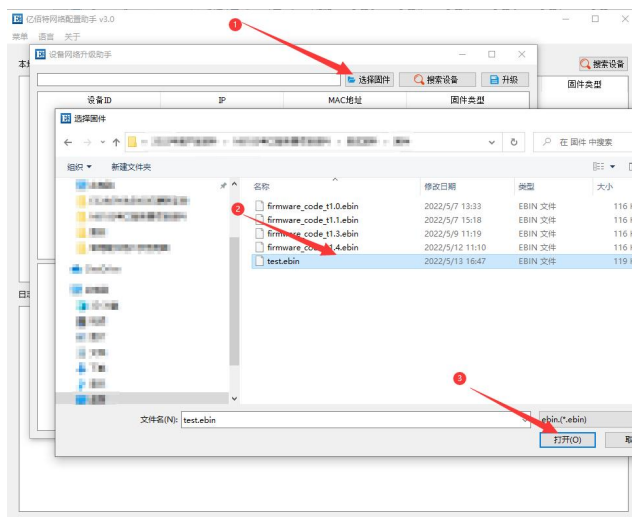 亿佰特网络配置助手 v3.0
1
菜单 语言 关于
设备网络升级助手
搜索设备
选择固件 搜索设备 升级
固件类型
设备ID IP MAC地址 固件类型
选择固件
在 固件 中搜索
组织 新建文件夹
名称 修改日期 类型 大小
firmware_code_t1.0.ebin 2022/5/7 13:33 EBIN 文件 116
2
firmware_code_t1.1.ebin 2022/5/7 15:18 EBIN 文件 116
firmware_code_t1.3.ebin 2022/5/9 11:19 EBIN 文件 116
firmware_code_t1.4.ebin 2022/5/12 11:10 EBIN 文件 116
test.ebin 2022/5/13 16:47 EBIN 文件 119
3
文件名(N): test.ebin ebin.(*.ebin)
打开(O)